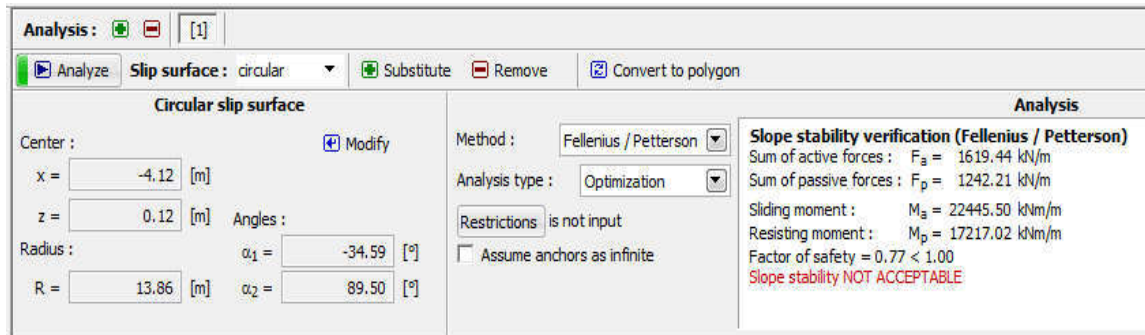 Analysis : [1]
Analyze Slip surface : circular Substitute Remove Convert to polygon
Circular slip surface
Center : Modify
x = -4.12 [m]
z = 0.12 [m] Angles :
Radius : α1 = -34.59 [°]
R = 13.86 [m] α2 = 89.50 [°]
Analysis
Method : Fellenius / Petterson
Analysis type : Optimization
Restrictions is not input
Assume anchors as infinite
Slope stability verification (Fellenius / Petterson)
Sum of active forces : Fa = 1619.44 kN/m
Sum of passive forces : Fp = 1242.21 kN/m
Sliding moment : Ma = 22445.50 kNm/m
Resisting moment : Mp = 17217.02 kNm/m
Factor of safety = 0.77 < 1.00
Slope stability NOT ACCEPTABLE